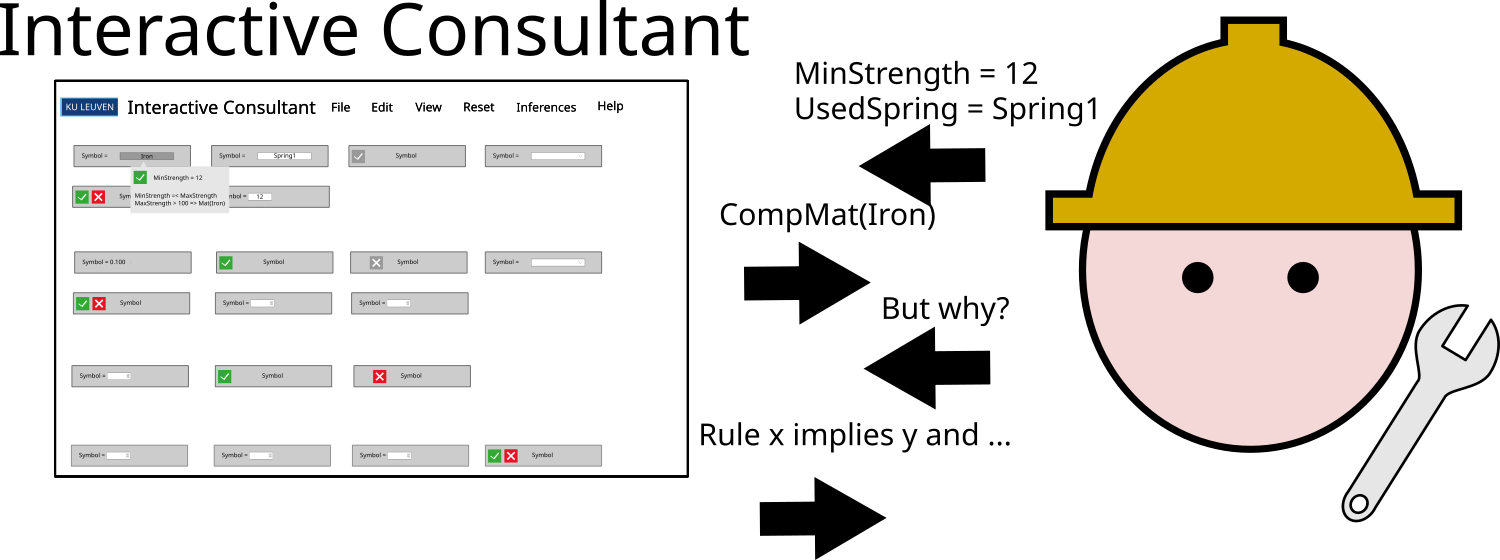 Interactive Consultant
KU LEUVEN Interactive Consultant File Edit View Reset Inferences Help
Symbol = Iron Symbol = Spring1 Symbol Symbol =
MinStrength = 12
MinStrength =< MaxStrength
MaxStrength > 100 => Mat(Iron)
Sym mbol = 12
Symbol = 0.100 Symbol Symbol Symbol =
Symbol Symbol = Symbol =
Symbol = Symbol Symbol
Symbol = Symbol = Symbol = Symbol
MinStrength = 12
UsedSpring = Spring1
CompMat(Iron)
But why?
Rule x implies y and ...